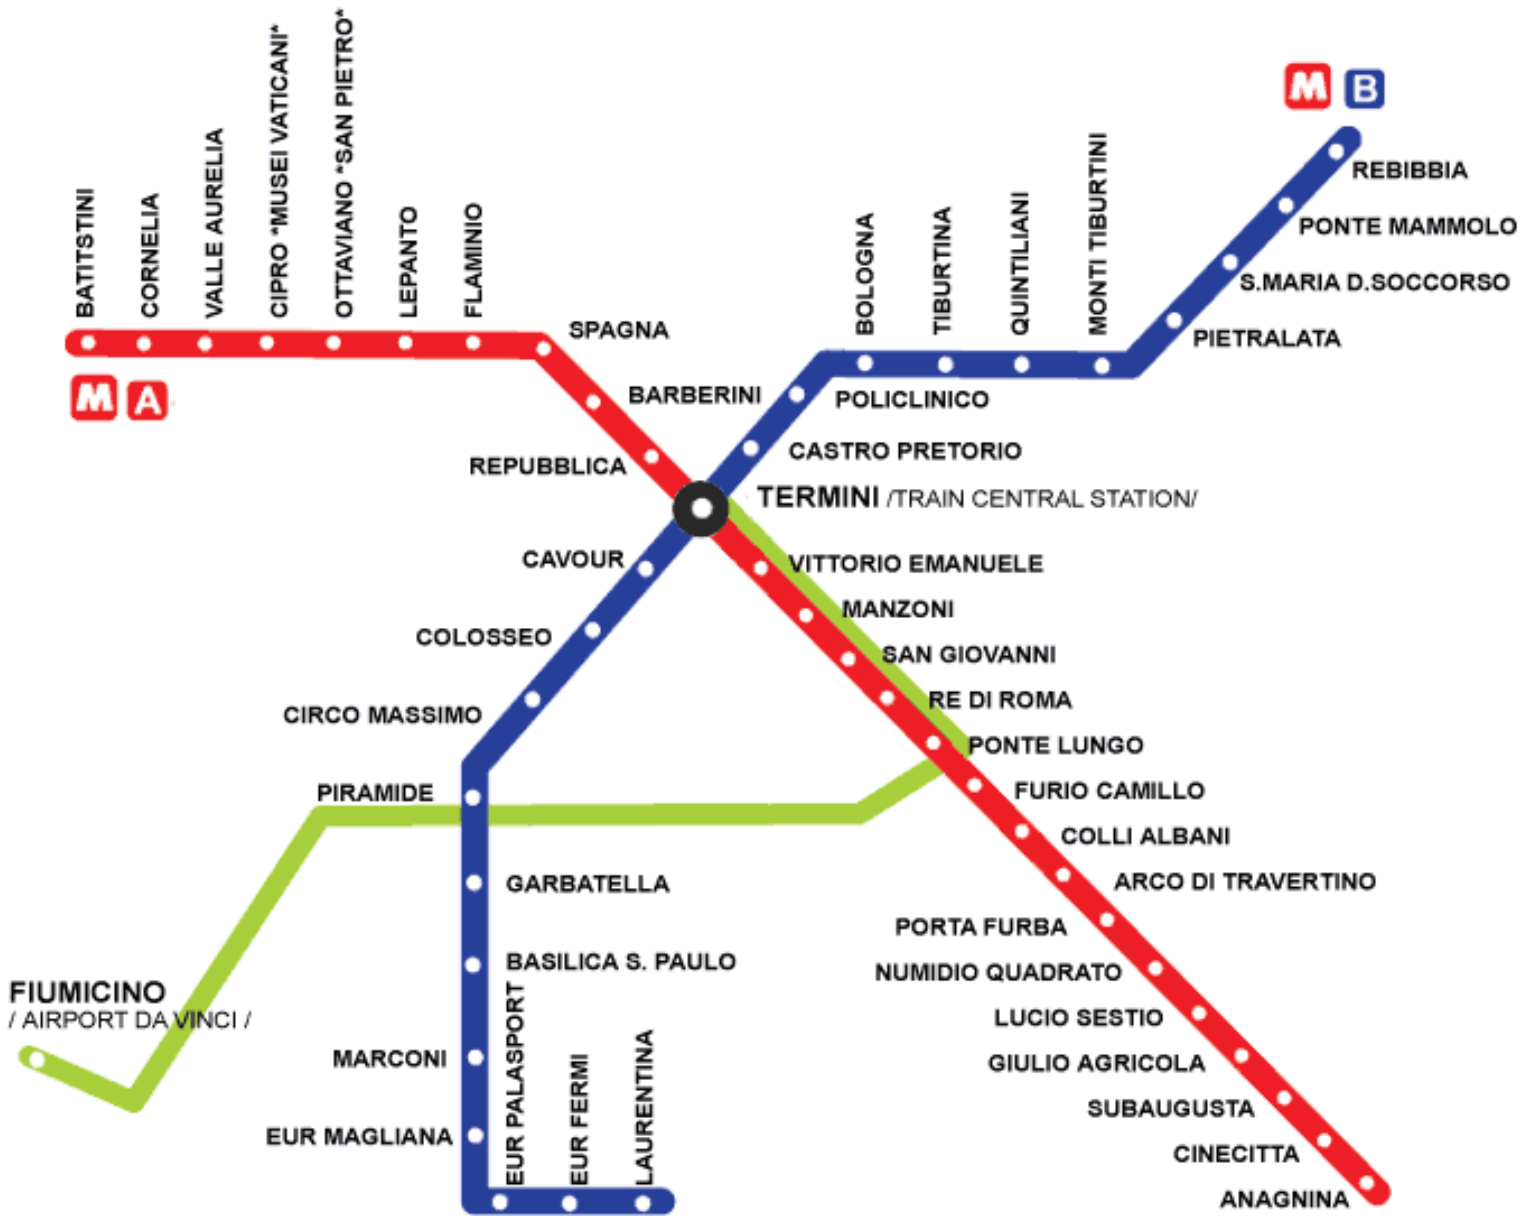 BATITSTINI
CORNELIA
VALLE AURELIA
CIPRO *MUSEI VATICANI*
OTTAVIANO *SAN PIETRO*
LEPANTO
FLAMINIO
SPAGNA
M A
BARBERINI
REPUBBLICA
M B
REBIBBIA
PONTE MAMMOLO
S.MARIA D.SOCCORSO
PIETRALATA
BOLOGNA
TIBURTINA
QUINTILIANI
MONTI TIBURTINI
POLICLINICO
CASTRO PRETORIO
TERMINI /TRAIN CENTRAL STATION/
CAVOUR
COLOSSEO
CIRCO MASSIMO
PIRAMIDE
GARBATELLA
BASILICA S. PAULO
MARCONI
EUR MAGLIANA
EUR PALASPORT
EUR FERMI
LAURENTINA
FIUMICINO
/ AIRPORT DA VINCI /
VITTORIO EMANUELE
MANZONI
SAN GIOVANNI
RE DI ROMA
PONTE LUNGO
FURIO CAMILLO
COLLI ALBANI
ARCO DI TRAVERTINO
PORTA FURBA
NUMIDIO QUADRATO
LUCIO SESTIO
GIULIO AGRICOLA
SUBAUGUSTA
CINECITTA
ANAGNINA